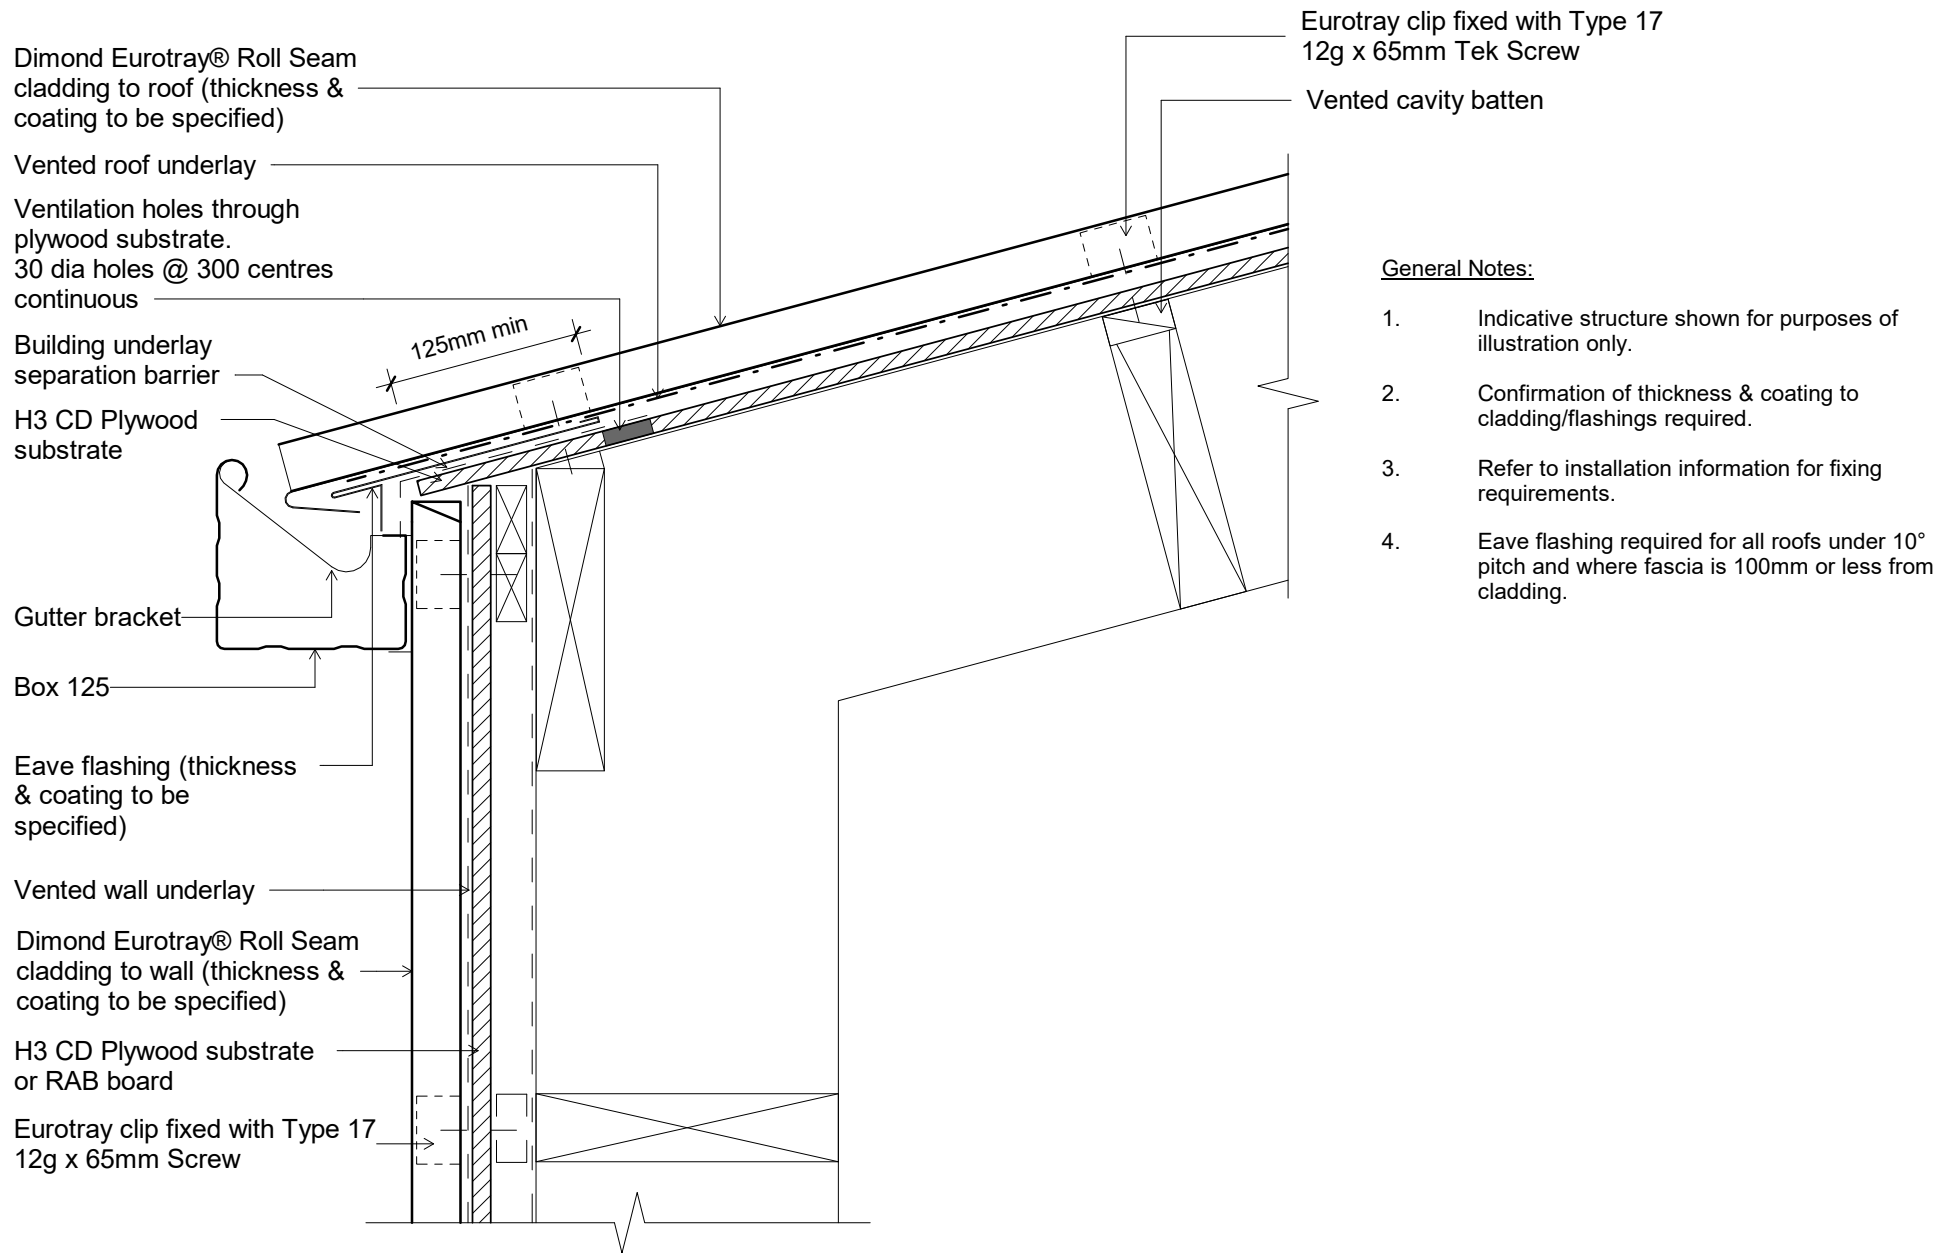 Dimond Eurotray® Roll Seam
cladding to roof (thickness &
coating to be specified)
Vented roof underlay
Ventilation holes through
plywood substrate.
30 dia holes @ 300 centres
continuous
Building underlay
separation barrier
H3 CD Plywood
substrate
Gutter bracket
Box 125
Eave flashing (thickness
& coating to be
specified)
Vented wall underlay
Dimond Eurotray® Roll Seam
cladding to wall (thickness &
coating to be specified)
H3 CD Plywood substrate
or RAB board
Eurotray clip fixed with Type 17
12g x 65mm Screw
125mm min
Eurotray clip fixed with Type 17
12g x 65mm Tek Screw
Vented cavity batten
General Notes:
1. Indicative structure shown for purposes of
illustration only.
2. Confirmation of thickness & coating to
cladding/flashings required.
3. Refer to installation information for fixing
requirements.
4. Eave flashing required for all roofs under 10°
pitch and where fascia is 100mm or less from
cladding.